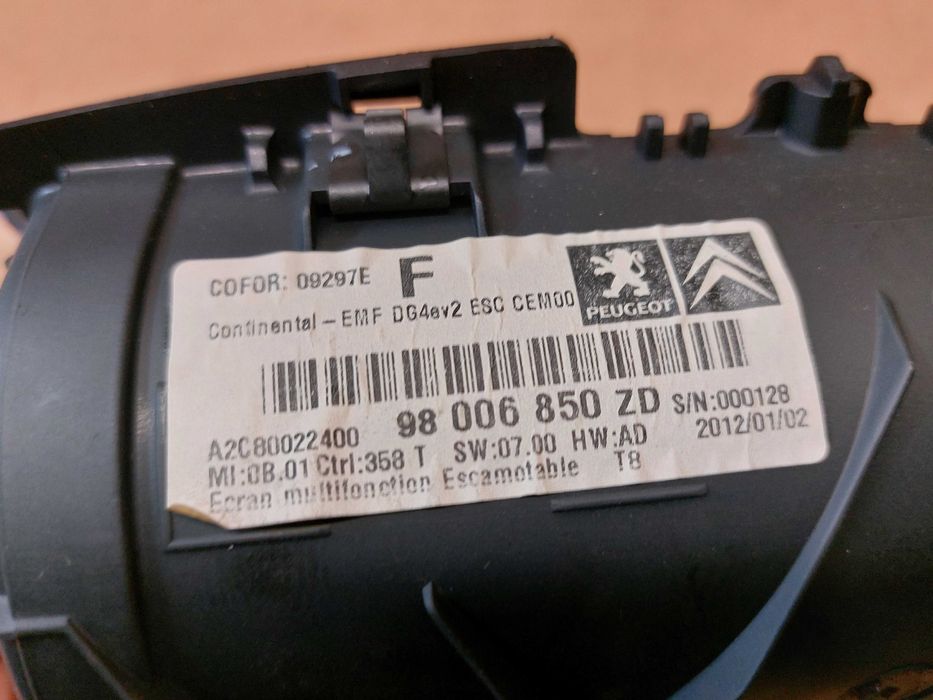 COFOR: 09297E F
PEUGEOT
Continental - EMF DG4ev2 ESC CEM00
98 006 850 ZD S/N:000128
A2C80022400 2012/01/02
MI:0B.01 Ctrl:358 T SW:07.00 HW:AD
Ecran multifonction Escamotable T8